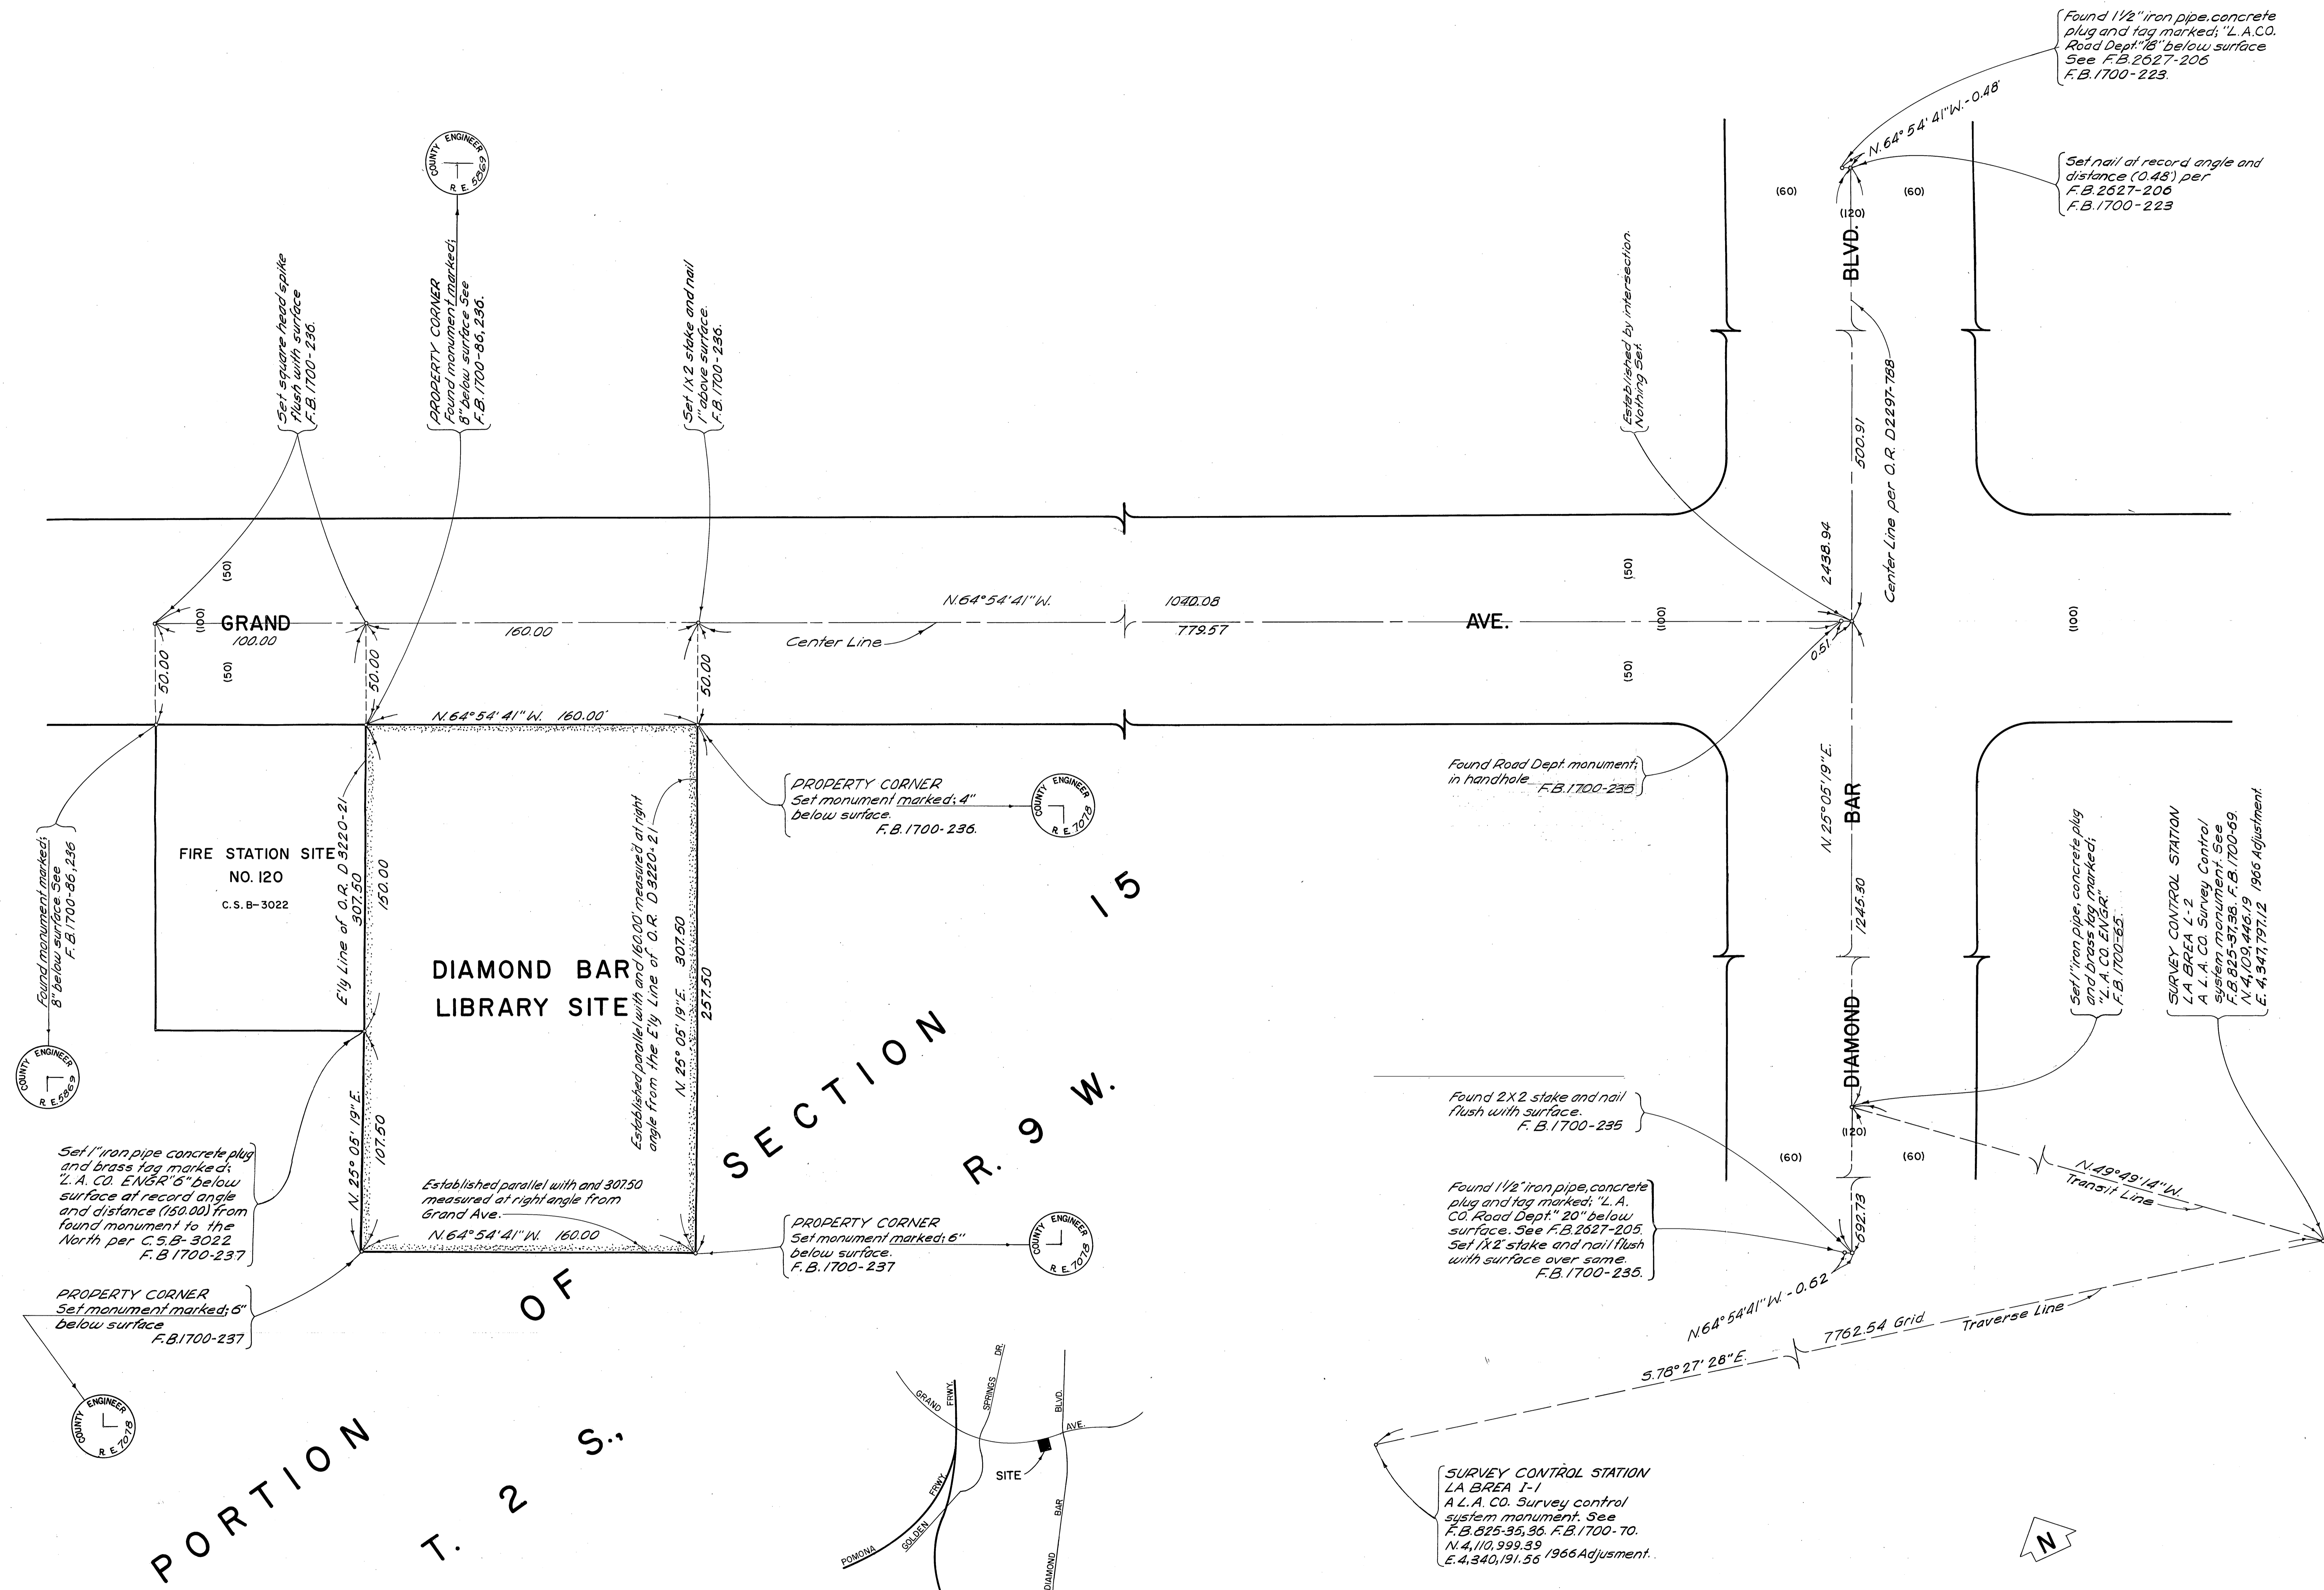 Found 1½" iron pipe, concrete
plug and tag marked; "L.A.CO.
Road Dept." 18" below surface
See F.B. 2627-206
F.B. 1700-223.
N. 64° 54' 41" W. - 0.48'
Set nail at record angle and
distance (0.48') per
F.B. 2627-206
F.B. 1700-223
COUNTY ENGINEER
R.E. 5869
Set square head spike
flush with surface
F.B. 1700-236.
PROPERTY CORNER
Found monument marked;
8" below surface See
F.B. 1700-86, 236.
Set 1X2 stake and nail
1" above surface.
F.B. 1700-236.
Established by intersection.
Nothing Set.
(60)
(60)
(120)
BLVD.
500.91
Center Line per O.R. D2297-788
2438.94
(50)
(100)
GRAND
100.00
(50)
160.00
N. 64° 54' 41" W.
1040.08
779.57
Center Line
AVE.
(50)
(100)
(50)
(100)
0.51
50.00
50.00
50.00
N. 64° 54' 41" W. 160.00'
Found Road Dept. monument;
in handhole
F.B. 1700-235
PROPERTY CORNER
Set monument marked; 4"
below surface.
F.B. 1700-236.
COUNTY ENGINEER
R.E. 7078
N. 25° 05' 19" E.
BAR
1245.30
Found monument marked;
8" below surface. See
F.B. 1700-86, 236
COUNTY ENGINEER
R.E. 5869
FIRE STATION SITE
NO. 120
C.S. B-3022
E'ly Line of O.R. D3220-21
307.50
150.00
DIAMOND BAR
LIBRARY SITE
Established parallel with and 160.00' measured at right
angle from the E'ly Line of O.R. D3220-21
N. 25° 05' 19" E. 307.50
257.50
Set 1" iron pipe, concrete plug
and brass tag marked;
"L.A. CO. ENGR."
F.B. 1700-65.
SURVEY CONTROL STATION
LA BREA L-2
A L.A. CO. Survey Control
system monument. See
F.B. 825-37,38. F.B. 1700-69.
N. 4,109,446.19
E. 4,347,797.12 1966 Adjustment.
DIAMOND
(120)
(60)
(60)
692.73
N. 49° 49' 14" W.
Transit Line
Found 2X2 stake and nail
flush with surface.
F.B. 1700-235
Found 1½" iron pipe, concrete
plug and tag marked; "L.A.
CO. Road Dept." 20" below
surface. See F.B. 2627-205.
Set 1X2 stake and nail flush
with surface over same.
F.B. 1700-235.
N. 64° 54' 41" W. - 0.62
N. 25° 05' 19" E.
107.50
Set 1" iron pipe concrete plug
and brass tag marked;
"L.A. CO. ENGR" 6" below
surface at record angle
and distance (160.00) from
found monument to the
North per C.S.B-3022
F.B. 1700-237
Established parallel with and 307.50
measured at right angle from
Grand Ave.
N. 64° 54' 41" W. 160.00
PROPERTY CORNER
Set monument marked; 6"
below surface.
F.B. 1700-237
COUNTY ENGINEER
R.E. 7078
PROPERTY CORNER
Set monument marked; 6"
below surface
F.B. 1700-237
COUNTY ENGINEER
R.E. 7078
PORTION OF SECTION 15
T. 2 S., R. 9 W.
S. 78° 27' 28" E.
7762.54 Grid
Traverse Line
SURVEY CONTROL STATION
LA BREA I-1
A L.A. CO. Survey control
system monument. See
F.B. 825-35,36. F.B. 1700-70.
N. 4,110,999.39
E. 4,340,191.56 1966 Adjusment.
GRAND
FRWY.
SPRINGS
DR.
BLVD.
AVE.
SITE
FRWY.
GOLDEN
POMONA
BAR
DIAMOND
N